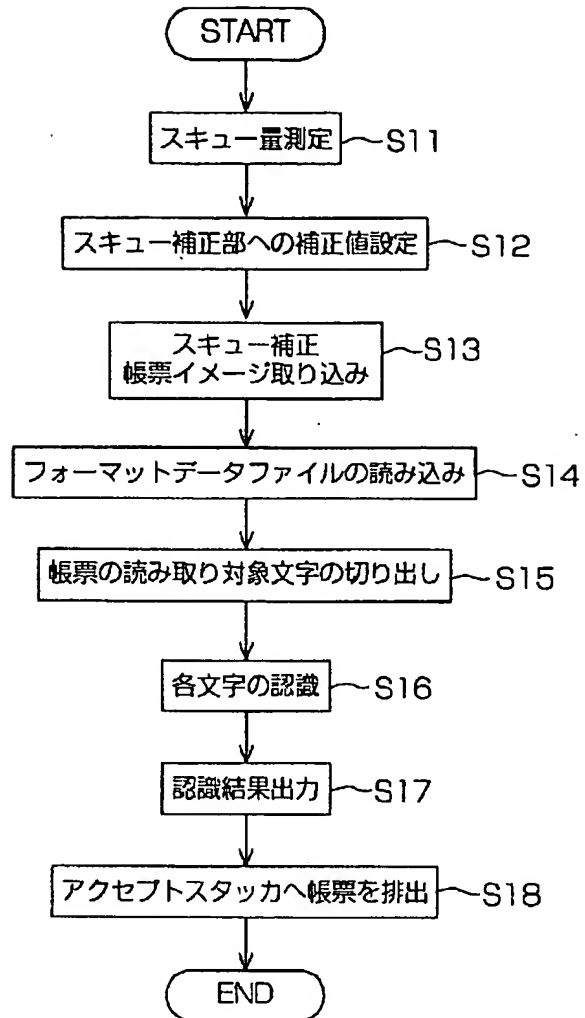 START
スキュー量測定 S11
スキュー補正部への補正値設定 S12
スキュー補正 S13
帳票イメージ取り込み
フォーマットデータファイルの読み込み S14
帳票の読み取り対象文字の切り出し S15
各文字の認識 S16
認識結果出力 S17
アクセプトスタッカへ帳票を排出 S18
END